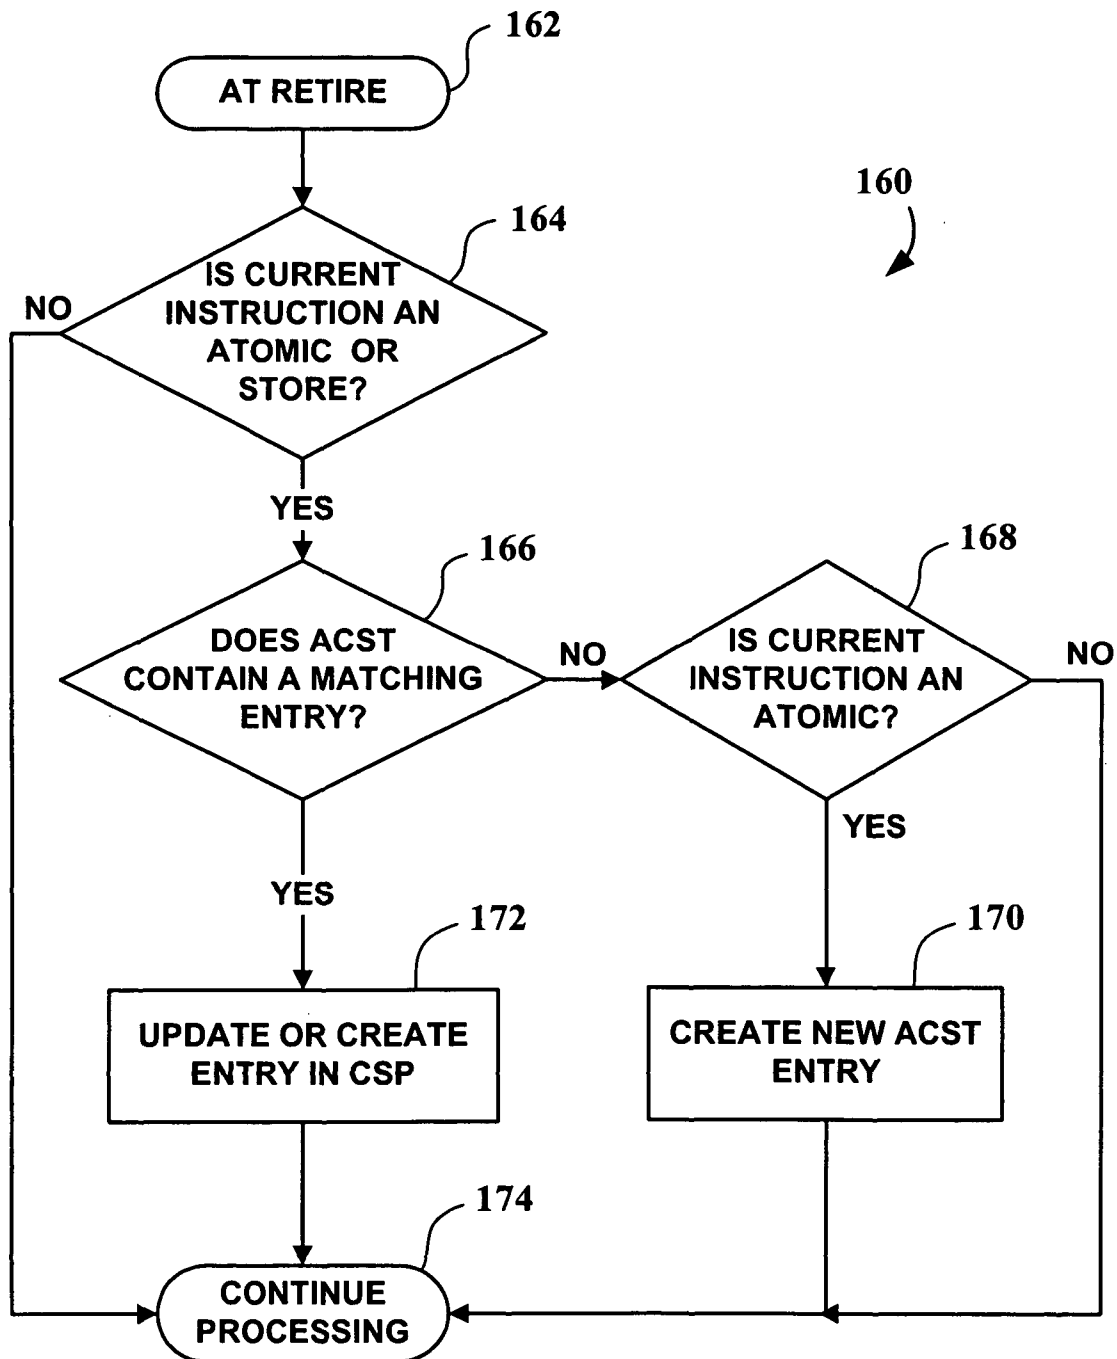 162
AT RETIRE
160
164
IS CURRENT
INSTRUCTION AN
ATOMIC OR
STORE?
NO
YES
166
DOES ACST
CONTAIN A MATCHING
ENTRY?
NO
168
IS CURRENT
INSTRUCTION AN
ATOMIC?
NO
YES
YES
172
UPDATE OR CREATE
ENTRY IN CSP
170
CREATE NEW ACST
ENTRY
174
CONTINUE
PROCESSING